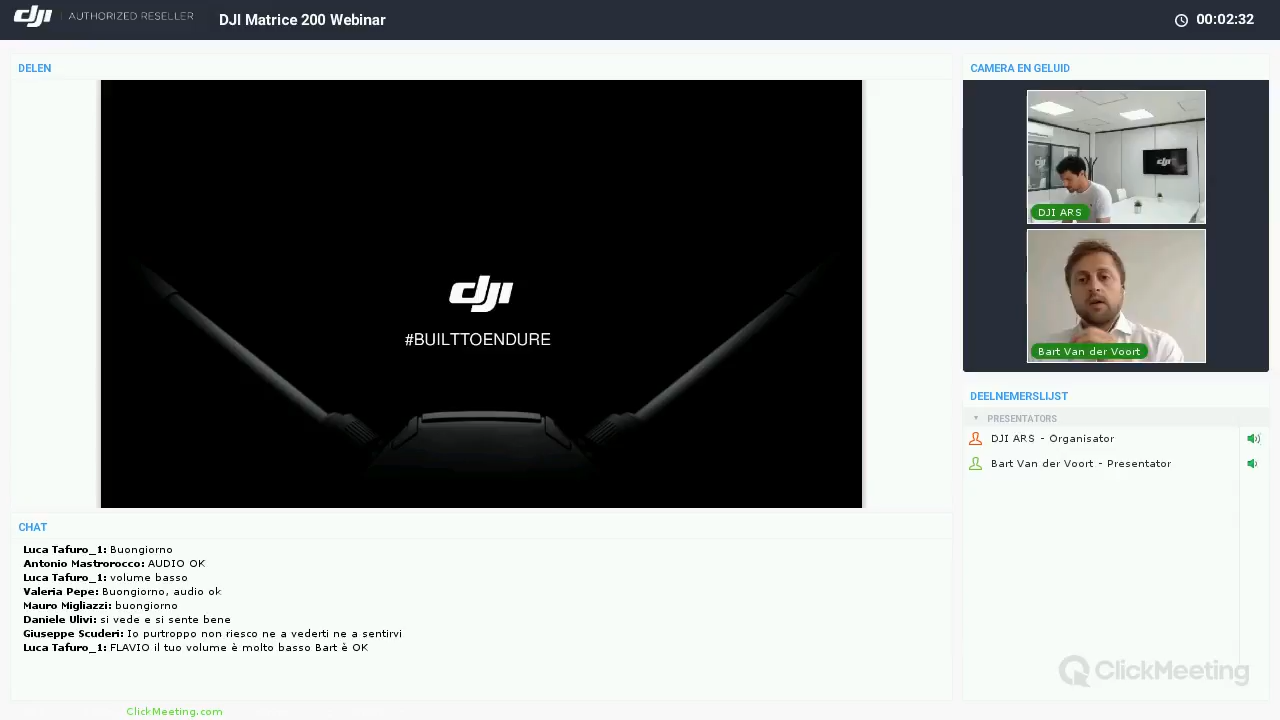 dji AUTHORIZED RESELLER
DJI Matrice 200 Webinar
00:02:32
DELEN
dji
#BUILTTOENDURE
CAMERA EN GELUID
dji
dji
DJI ARS
Bart Van der Voort
DEELNEMERSLIJST
PRESENTATORS
DJI ARS - Organisator
Bart Van der Voort - Presentator
CHAT
Luca Tafuro_1: Buongiorno
Antonio Mastrorocco: AUDIO OK
Luca Tafuro_1: volume basso
Valeria Pepe: Buongiorno, audio ok
Mauro Migliazzi: buongiorno
Daniele Ulivi: si vede e si sente bene
Giuseppe Scuderi: Io purtroppo non riesco ne a vederti ne a sentirvi
Luca Tafuro_1: FLAVIO il tuo volume è molto basso Bart è OK
ClickMeeting
ClickMeeting.com